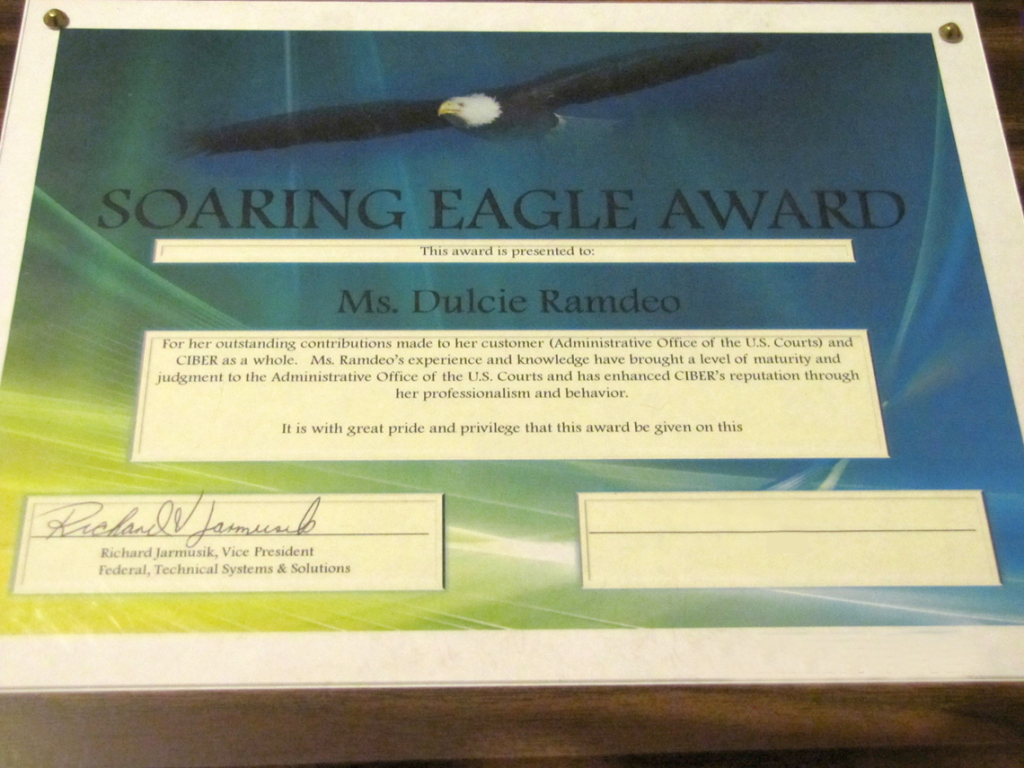 SOARING EAGLE AWARD
This award is presented to:
Ms. Dulcie Ramdeo
For her outstanding contributions made to her customer (Administrative Office of the U.S. Courts) and
CIBER as a whole. Ms. Ramdeo's experience and knowledge have brought a level of maturity and
judgment to the Administrative Office of the U.S. Courts and has enhanced CIBER's reputation through
her professionalism and behavior.
It is with great pride and privilege that this award be given on this
Richard V Jarmusik
Richard Jarmusik, Vice President
Federal, Technical Systems & Solutions